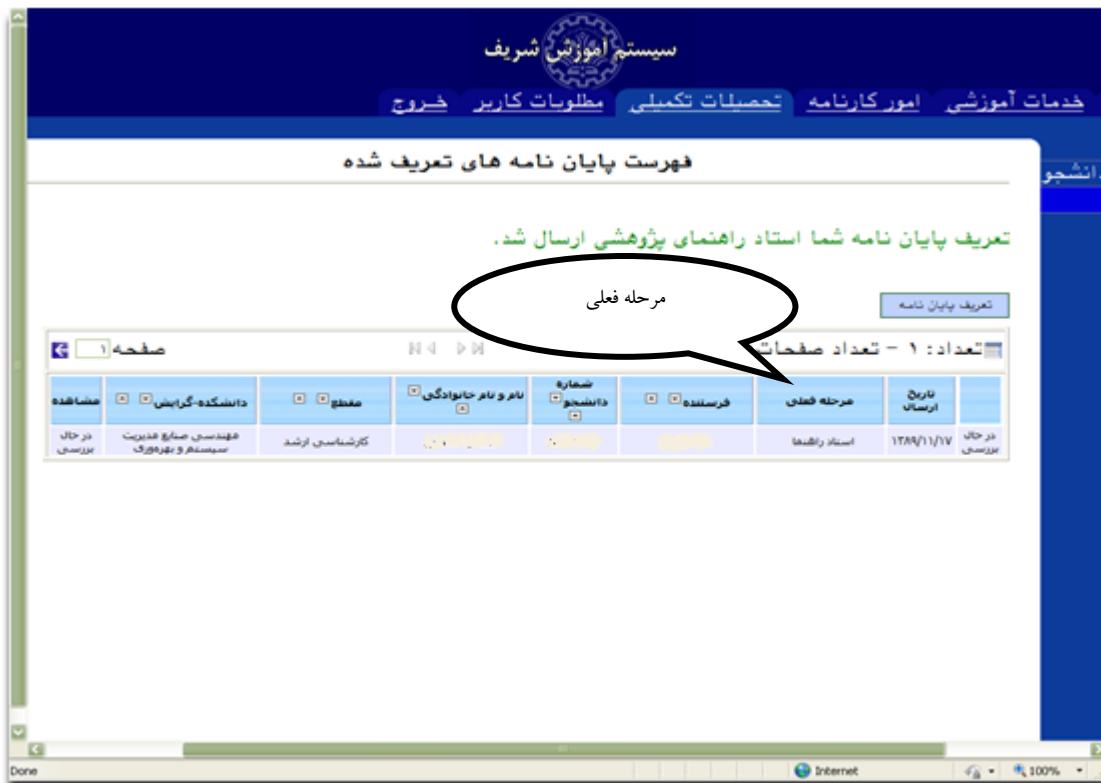 سیستم آموزش شریف
خدمات آموزشی امور کارنامه تحصیلات تکمیلی مطلوبات کاربر خروج
فهرست پایان نامه های تعریف شده
دانشجو
تعریف پایان نامه شما استاد راهنمای پژوهشی ارسال شد.
مرحله فعلی
تعریف پایان نامه
تعداد: ۱ - تعداد صفحات
صفحه ۱
تاریخ ارسال مرحله فعلی فرستنده شماره دانشجو نام و نام خانوادگی مقطع دانشکده-گرایش مشاهده
در حال بررسی ۱۳۸۹/۱۱/۱۷ استاد راهنما کارشناسی ارشد مهندسی صنایع مدیریت سیستم و بهره‌وری در حال بررسی
Done Internet 100%